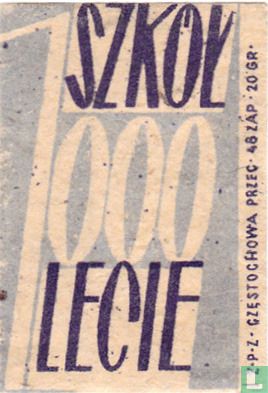 SZKOŁ
1000
LECIE
Z·P·Z· CZĘSTOCHOWA PRZEC· 48 ZAP· 20 GR·